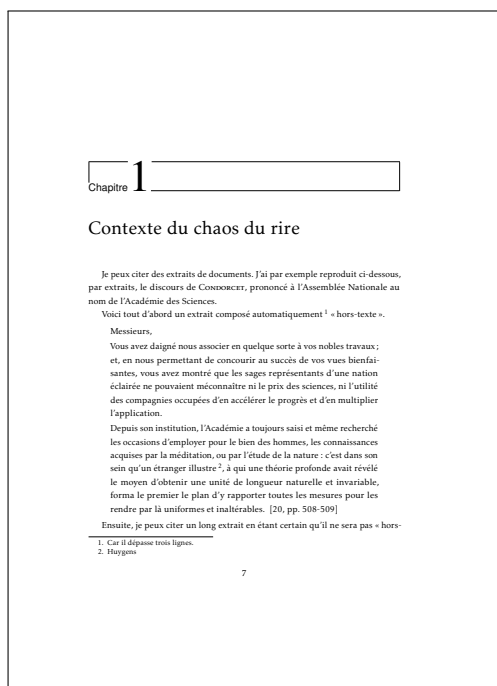 Chapitre 1
Contexte du chaos du rire
Je peux citer des extraits de documents. J'ai par exemple reproduit ci-dessous,
par extraits, le discours de CONDORCET, prononcé à l'Assemblée Nationale au
nom de l'Académie des Sciences.
Voici tout d'abord un extrait composé automatiquement 1 « hors-texte ».
Messieurs,
Vous avez daigné nous associer en quelque sorte à vos nobles travaux ;
et, en nous permettant de concourir au succès de vos vues bienfai-
santes, vous avez montré que les sages représentants d'une nation
éclairée ne pouvaient méconnaître ni le prix des sciences, ni l'utilité
des compagnies occupées d'en accélérer le progrès et d'en multiplier
l'application.
Depuis son institution, l'Académie a toujours saisi et même recherché
les occasions d'employer pour le bien des hommes, les connaissances
acquises par la méditation, ou par l'étude de la nature : c'est dans son
sein qu'un étranger illustre 2, à qui une théorie profonde avait révélé
le moyen d'obtenir une unité de longueur naturelle et invariable,
forma le premier le plan d'y rapporter toutes les mesures pour les
rendre par là uniformes et inaltérables. [20, pp. 508-509]
Ensuite, je peux citer un long extrait en étant certain qu'il ne sera pas « hors-
1. Car il dépasse trois lignes.
2. Huygens
7